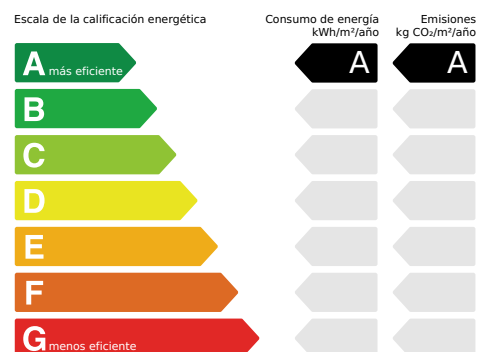 Escala de la calificación energética
Consumo de energía
kWh/m²/año
Emisiones
kg CO₂/m²/año
A más eficiente
A
A
B
C
D
E
F
G menos eficiente